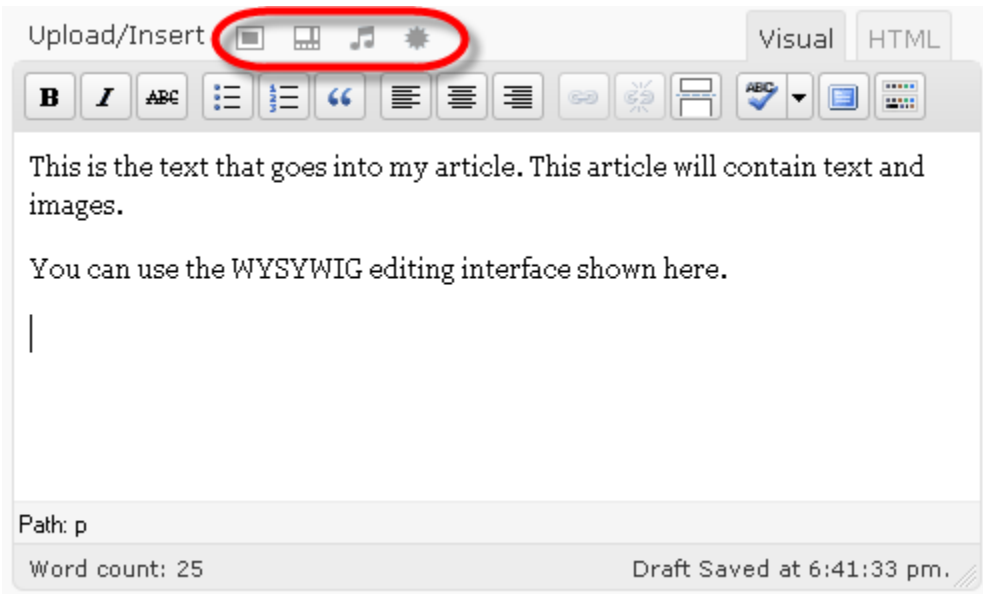 Upload/Insert Visual HTML
B I ABC ABC
This is the text that goes into my article. This article will contain text and
images.
You can use the WYSYWIG editing interface shown here.
Path: p
Word count: 25 Draft Saved at 6:41:33 pm.